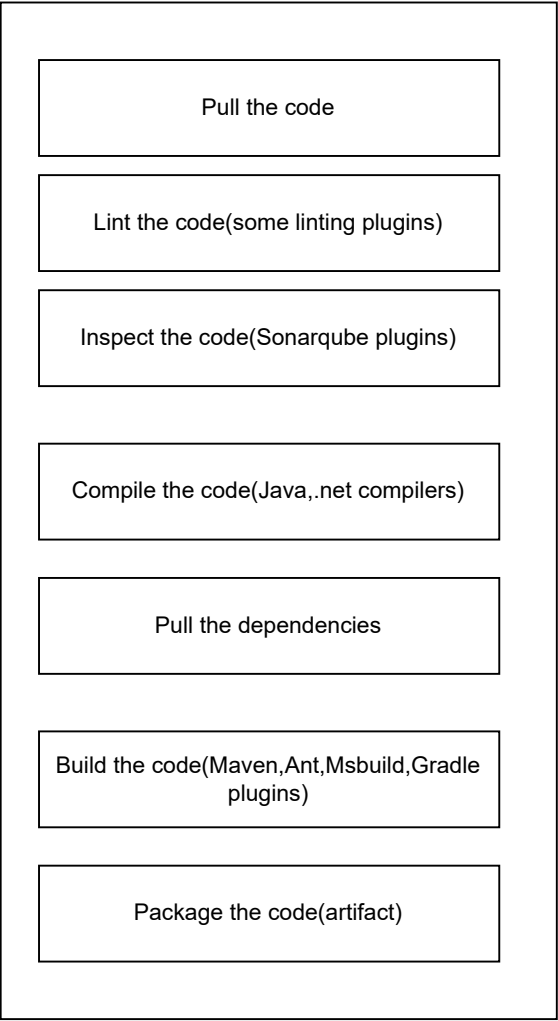 Pull the code
Lint the code(some linting plugins)
Inspect the code(Sonarqube plugins)
Compile the code(Java,.net compilers)
Pull the dependencies
Build the code(Maven,Ant,Msbuild,Gradle
plugins)
Package the code(artifact)